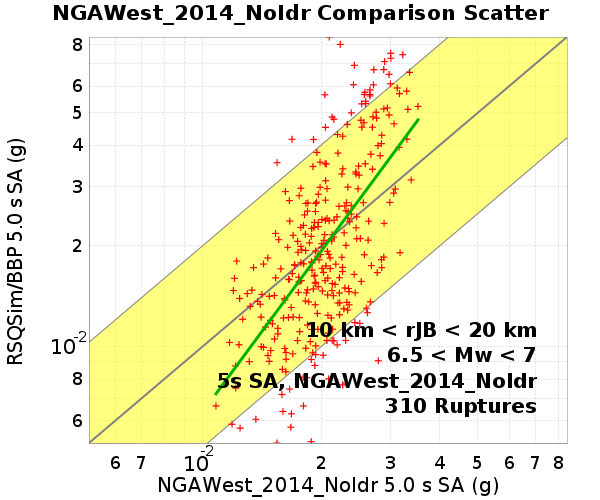 NGAWest_2014_NoIdr Comparison Scatter
8
6
5
4
3
2
10-2
8
6
RSQSim/BBP 5.0 s SA (g)
10 km < rJB < 20 km
6.5 < Mw < 7
5s SA, NGAWest_2014_NoIdr
310 Ruptures
6 7 10-2 2 3 4 5 6 7 8
NGAWest_2014_NoIdr 5.0 s SA (g)